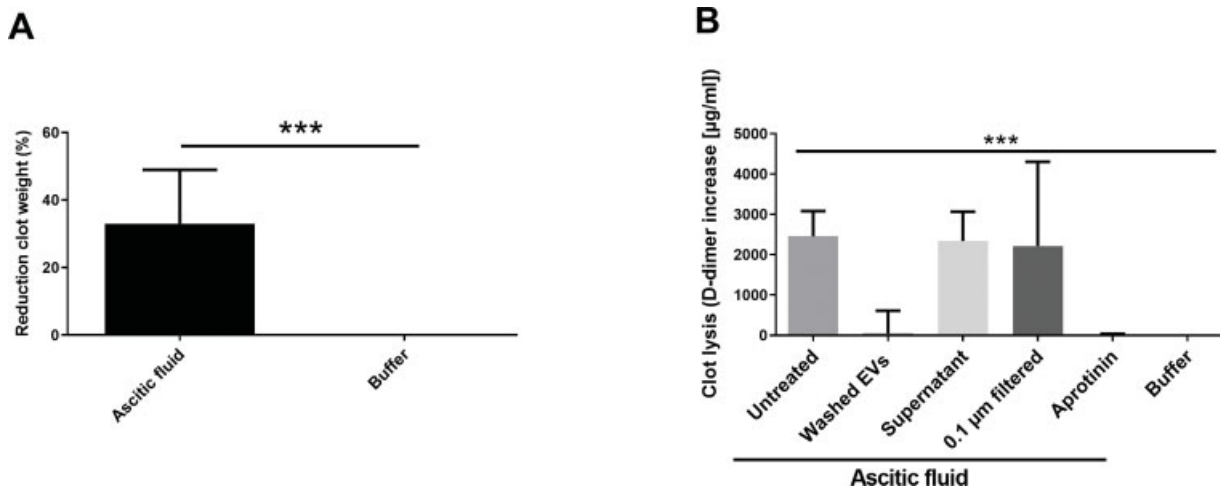 A
Reduction clot weight (%)
60
40
20
0
***
Ascitic fluid
Buffer
B
Clot lysis (D-dimer increase [µg/ml])
5000
4000
3000
2000
1000
0
***
Untreated
Washed EVs
Supernatant
0.1 µm filtered
Aprotinin
Buffer
Ascitic fluid